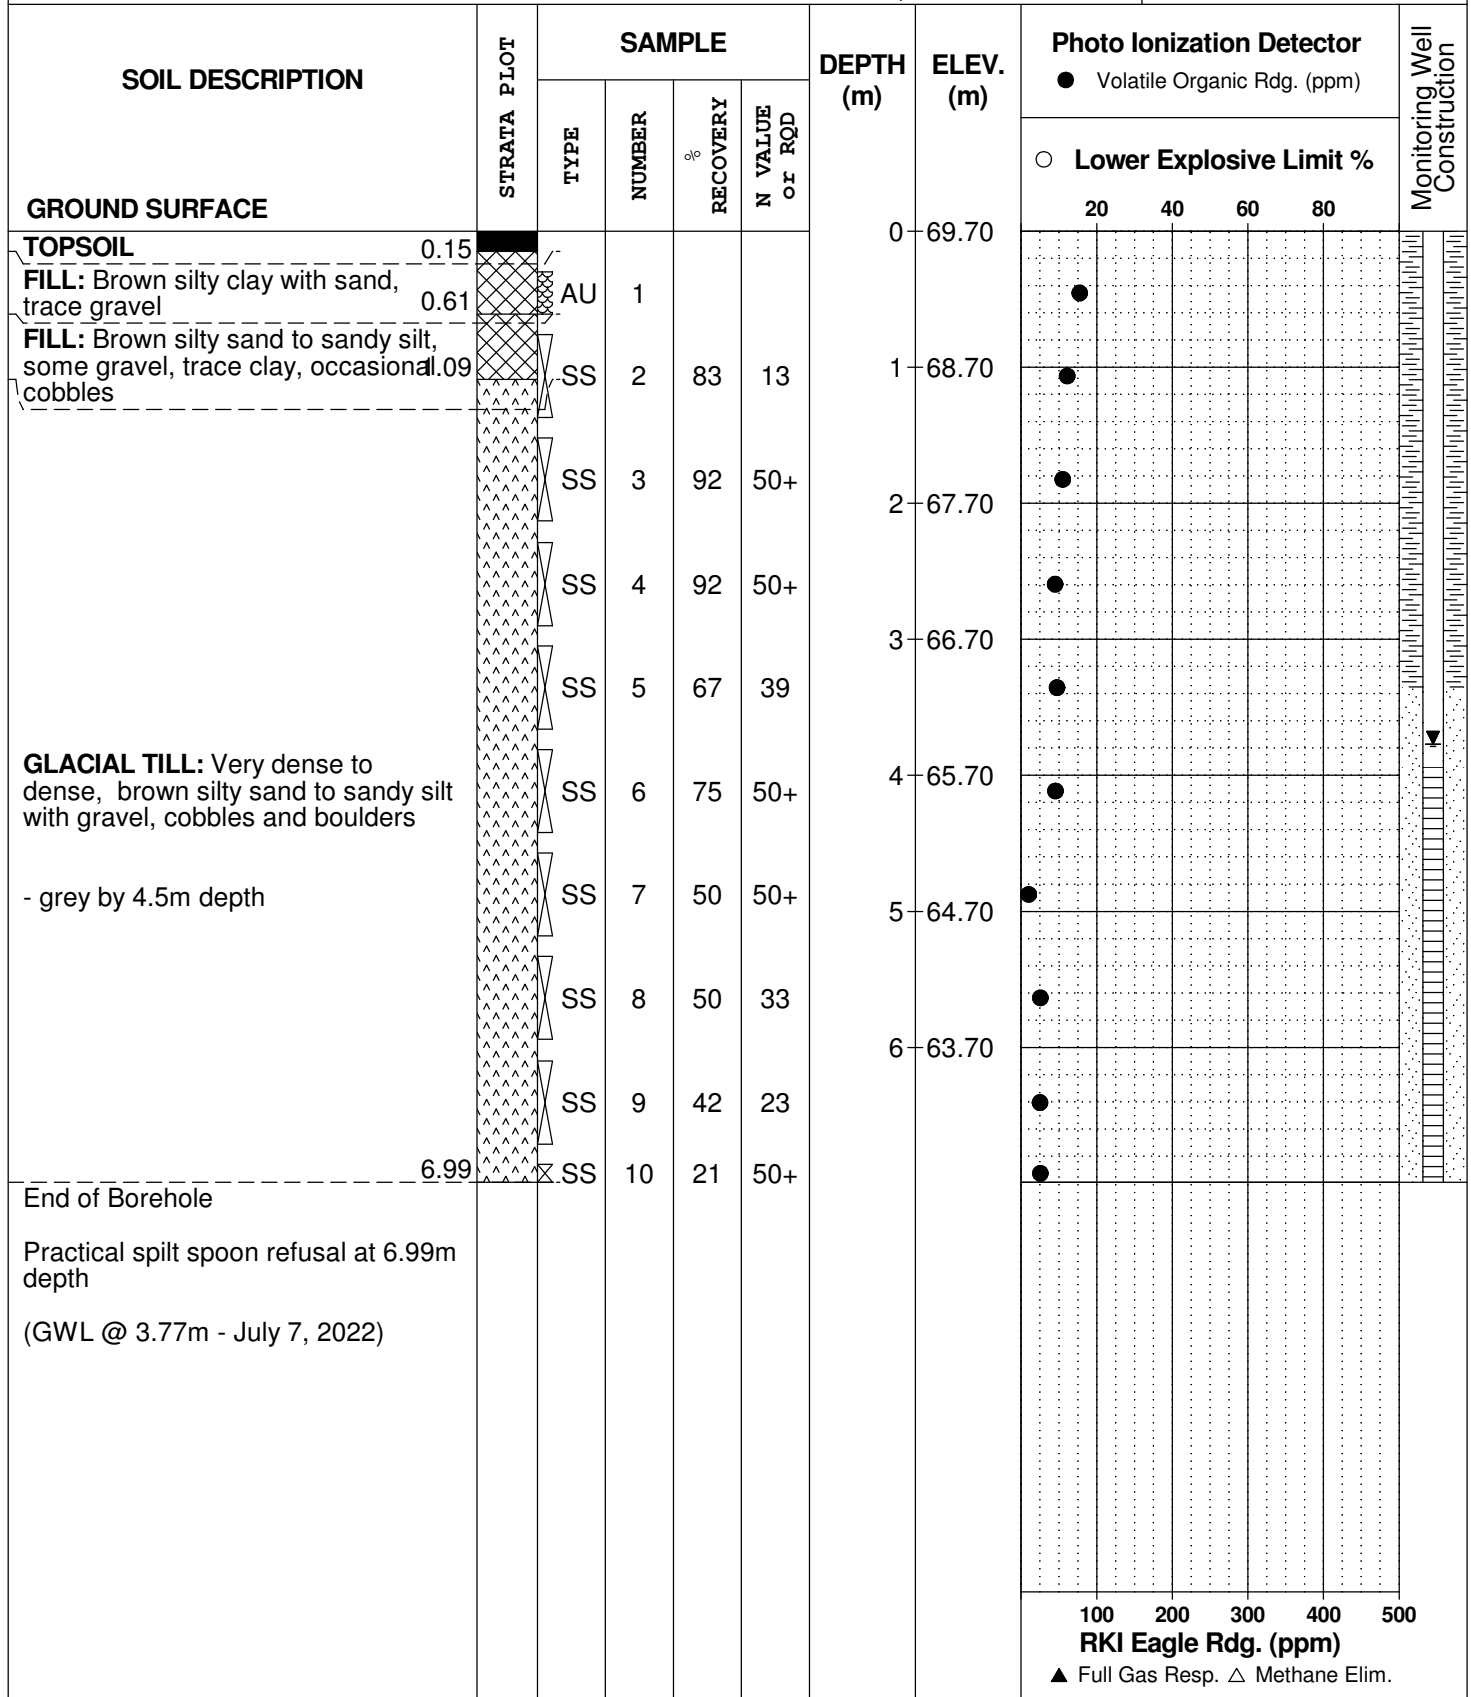 SOIL DESCRIPTION
GROUND SURFACE
STRATA PLOT
SAMPLE
TYPE
NUMBER
% RECOVERY
N VALUE or RQD
DEPTH (m)
ELEV. (m)
Photo Ionization Detector
● Volatile Organic Rdg. (ppm)
○ Lower Explosive Limit %
20 40 60 80
Monitoring Well Construction
TOPSOIL 0.15
FILL: Brown silty clay with sand,
trace gravel 0.61
FILL: Brown silty sand to sandy silt,
some gravel, trace clay, occasional 1.09
cobbles
GLACIAL TILL: Very dense to
dense, brown silty sand to sandy silt
with gravel, cobbles and boulders
- grey by 4.5m depth
6.99
End of Borehole
Practical spilt spoon refusal at 6.99m
depth
(GWL @ 3.77m - July 7, 2022)
AU 1
SS 2 83 13
SS 3 92 50+
SS 4 92 50+
SS 5 67 39
SS 6 75 50+
SS 7 50 50+
SS 8 50 33
SS 9 42 23
SS 10 21 50+
0 69.70
1 68.70
2 67.70
3 66.70
4 65.70
5 64.70
6 63.70
100 200 300 400 500
RKI Eagle Rdg. (ppm)
▲ Full Gas Resp. △ Methane Elim.